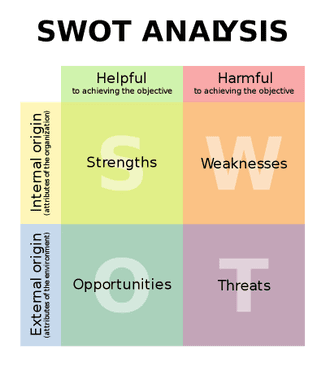 SWOT ANALYSIS
Helpful
to achieving the objective
Harmful
to achieving the objective
Internal origin
(attributes of the organization)
S
Strengths
W
Weaknesses
External origin
(attributes of the environment)
O
Opportunities
T
Threats